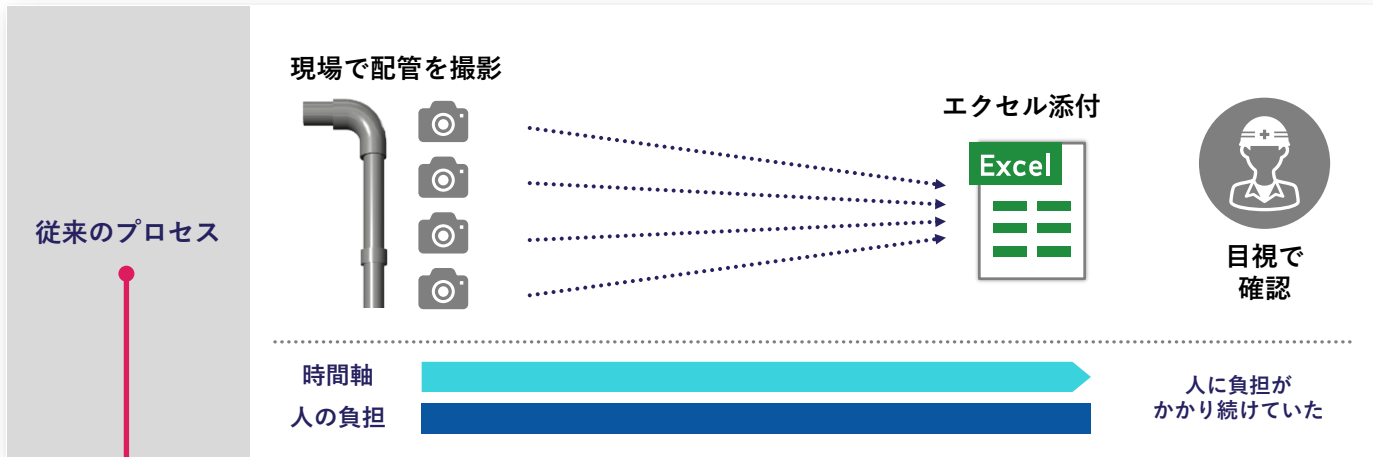 従来のプロセス
現場で配管を撮影
エクセル添付
Excel
目視で
確認
時間軸
人の負担
人に負担が
かかり続けていた